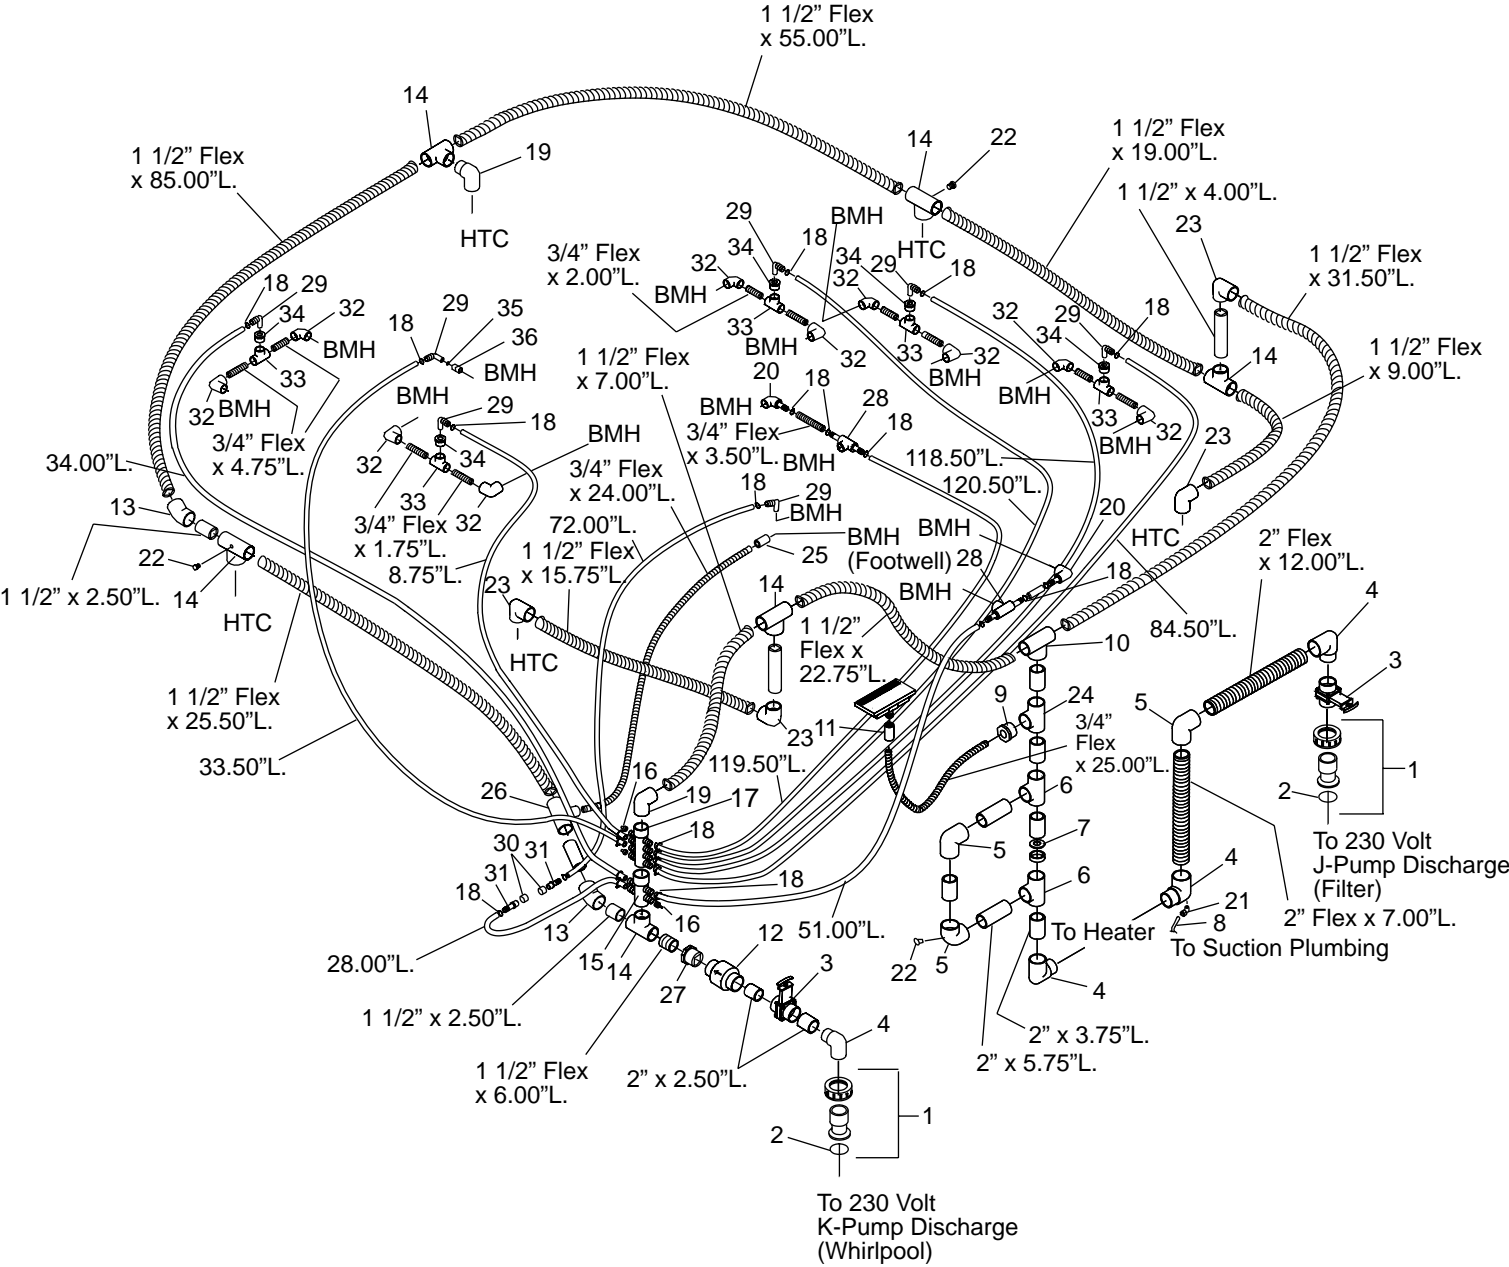 1 1/2” Flex
x 55.00”L.
14
19
HTC
1 1/2” Flex
x 85.00”L.
14
22
HTC
1 1/2” Flex
x 19.00”L.
1 1/2” x 4.00”L.
23
1 1/2” Flex
x 31.50”L.
14
1 1/2” Flex
x 9.00”L.
23
HTC
BMH
29
18
34
32
BMH
33
BMH
32
3/4” Flex
x 2.00”L.
34
29
18
32
33
32
BMH
32
29
18
34
BMH
33
32
BMH
18
29
34
32
BMH
33
32
BMH
3/4” Flex
x 4.75”L.
29
35
18
36
BMH
BMH
29
18
32
34
33
32
BMH
3/4” Flex
x 1.75”L.
8.75”L.
34.00”L.
13
22
14
1 1/2” x 2.50”L.
HTC
1 1/2” Flex
x 7.00”L.
20
18
28
BMH
18
3/4” Flex
x 3.50”L.
BMH
118.50”L.
120.50”L.
3/4” Flex
x 24.00”L.
18
29
BMH
72.00”L.
1 1/2” Flex
x 15.75”L.
25
BMH
(Footwell)
BMH
20
28
18
BMH
84.50”L.
23
HTC
14
1 1/2”
Flex x
22.75”L.
23
11
9
10
24
3/4”
Flex
x 25.00”L.
1 1/2” Flex
x 25.50”L.
33.50”L.
119.50”L.
26
16
19
17
18
30
31
31
18
18
16
13
15
14
28.00”L.
51.00”L.
1 1/2” x 2.50”L.
27
12
3
1 1/2” Flex
x 6.00”L.
2” x 2.50”L.
4
1
2
To 230 Volt
K-Pump Discharge
(Whirlpool)
6
7
5
6
22
5
To Heater
4
2” x 3.75”L.
2” x 5.75”L.
2” Flex
x 12.00”L.
4
3
5
1
2
To 230 Volt
J-Pump Discharge
(Filter)
4
21
8
2” Flex x 7.00”L.
To Suction Plumbing